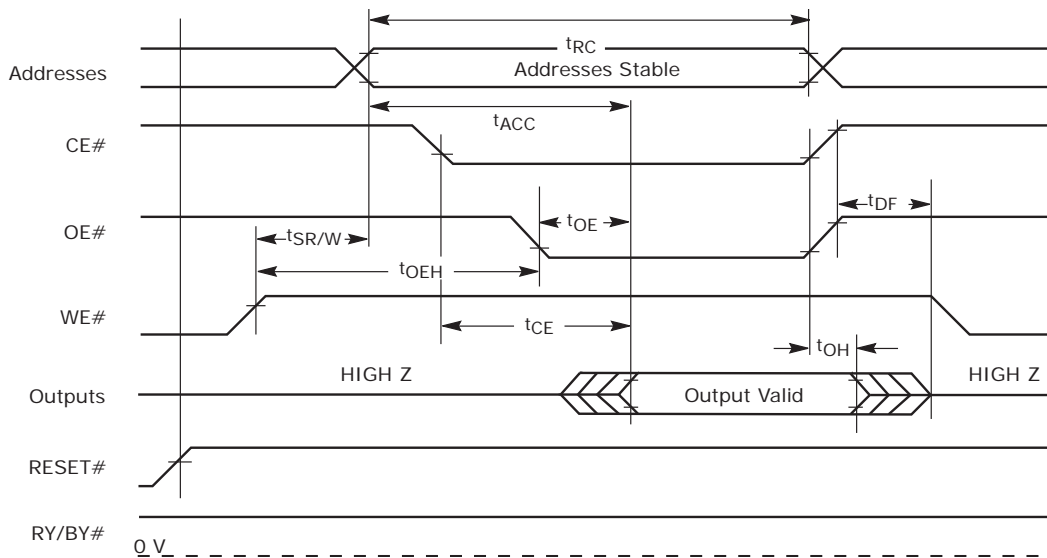 tRC
Addresses
Addresses Stable
tACC
CE#
tDF
tOE
OE#
tSR/W
tOEH
WE#
tCE
tOH
HIGH Z
HIGH Z
Outputs
Output Valid
RESET#
RY/BY#
0 V